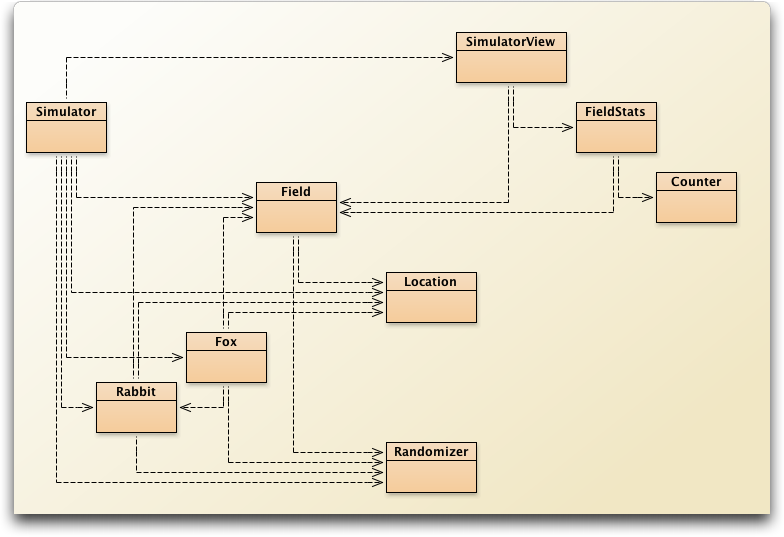 SimulatorView
Simulator
FieldStats
Counter
Field
Location
Fox
Rabbit
Randomizer